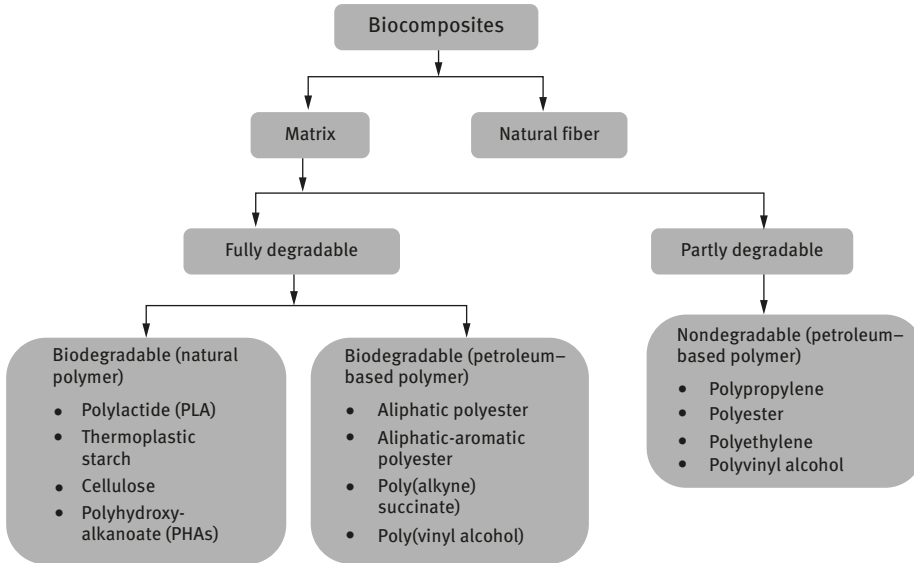 Biocomposites
Matrix
Natural fiber
Fully degradable
Partly degradable
Biodegradable (natural
polymer)
• Polylactide (PLA)
• Thermoplastic
starch
• Cellulose
• Polyhydroxy-
alkanoate (PHAs)
Biodegradable (petroleum–
based polymer)
• Aliphatic polyester
• Aliphatic-aromatic
polyester
• Poly(alkyne)
succinate)
• Poly(vinyl alcohol)
Nondegradable (petroleum–
based polymer)
• Polypropylene
• Polyester
• Polyethylene
• Polyvinyl alcohol